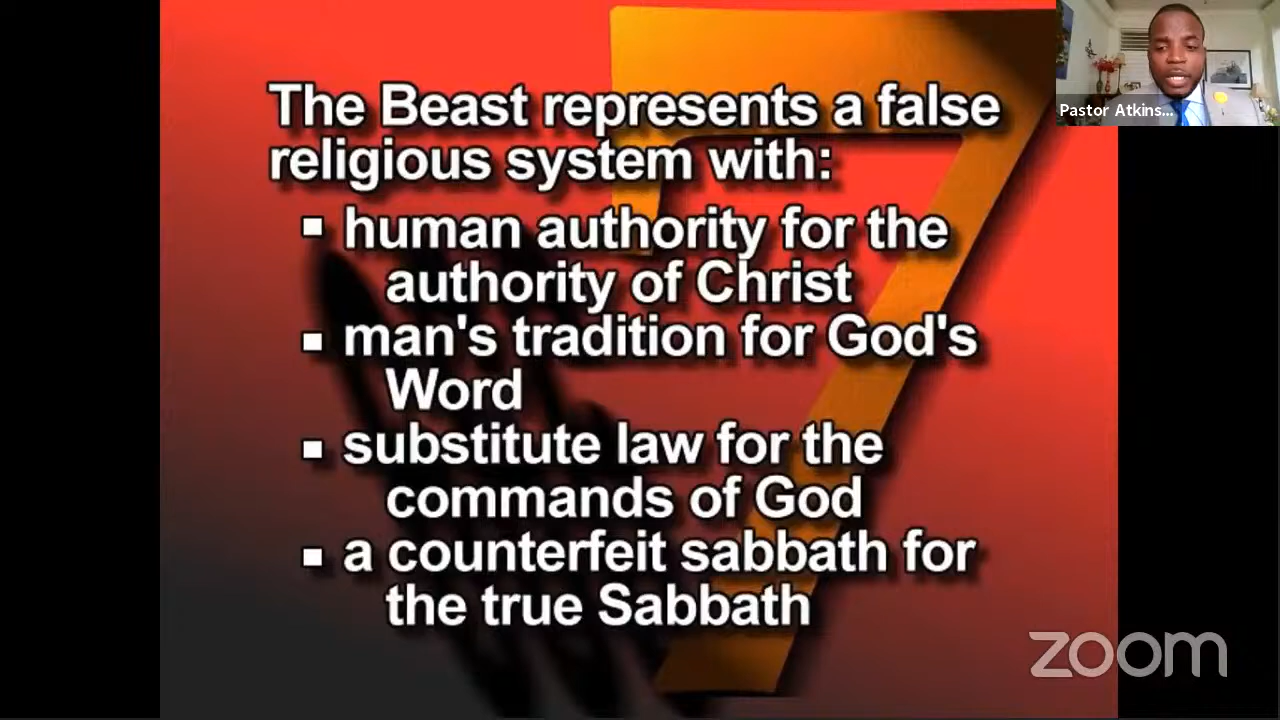 The Beast represents a false
religious system with:
▪ human authority for the
authority of Christ
▪ man's tradition for God's
Word
▪ substitute law for the
commands of God
▪ a counterfeit sabbath for
the true Sabbath
Pastor Atkins...
zoom